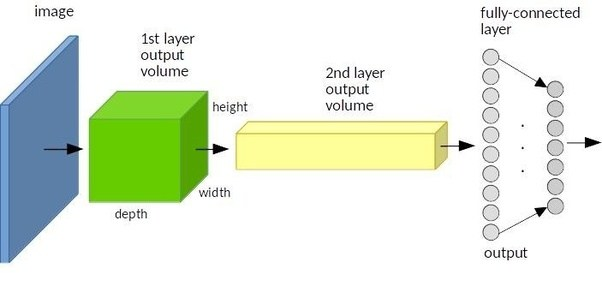 image
1st layer
output
volume
height
width
depth
2nd layer
output
volume
fully-connected
layer
output